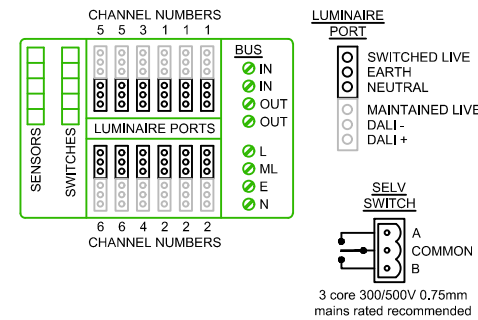 CHANNEL NUMBERS
5 5 3 1 1 1
BUS
IN
IN
OUT
OUT
LUMINAIRE PORTS
L
ML
E
N
SENSORS
SWITCHES
6 6 4 2 2 2
CHANNEL NUMBERS
LUMINAIRE
PORT
SWITCHED LIVE
EARTH
NEUTRAL
MAINTAINED LIVE
DALI -
DALI +
SELV
SWITCH
A
COMMON
B
3 core 300/500V 0.75mm
mains rated recommended